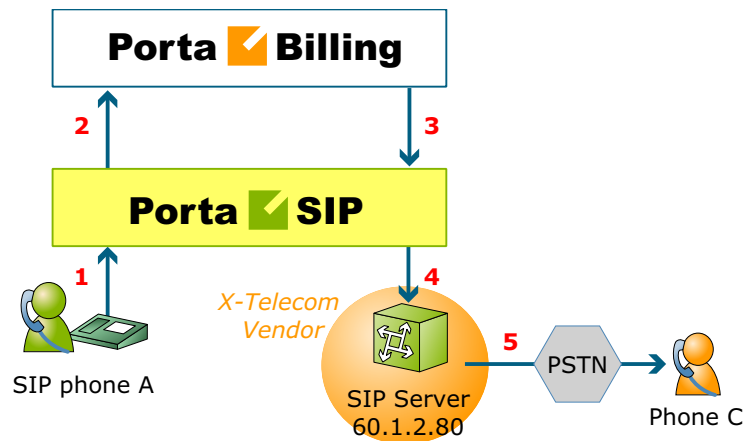 Porta Billing
2
3
Porta SIP
1
4
X-Telecom
Vendor
5
PSTN
SIP phone A
SIP Server
60.1.2.80
Phone C